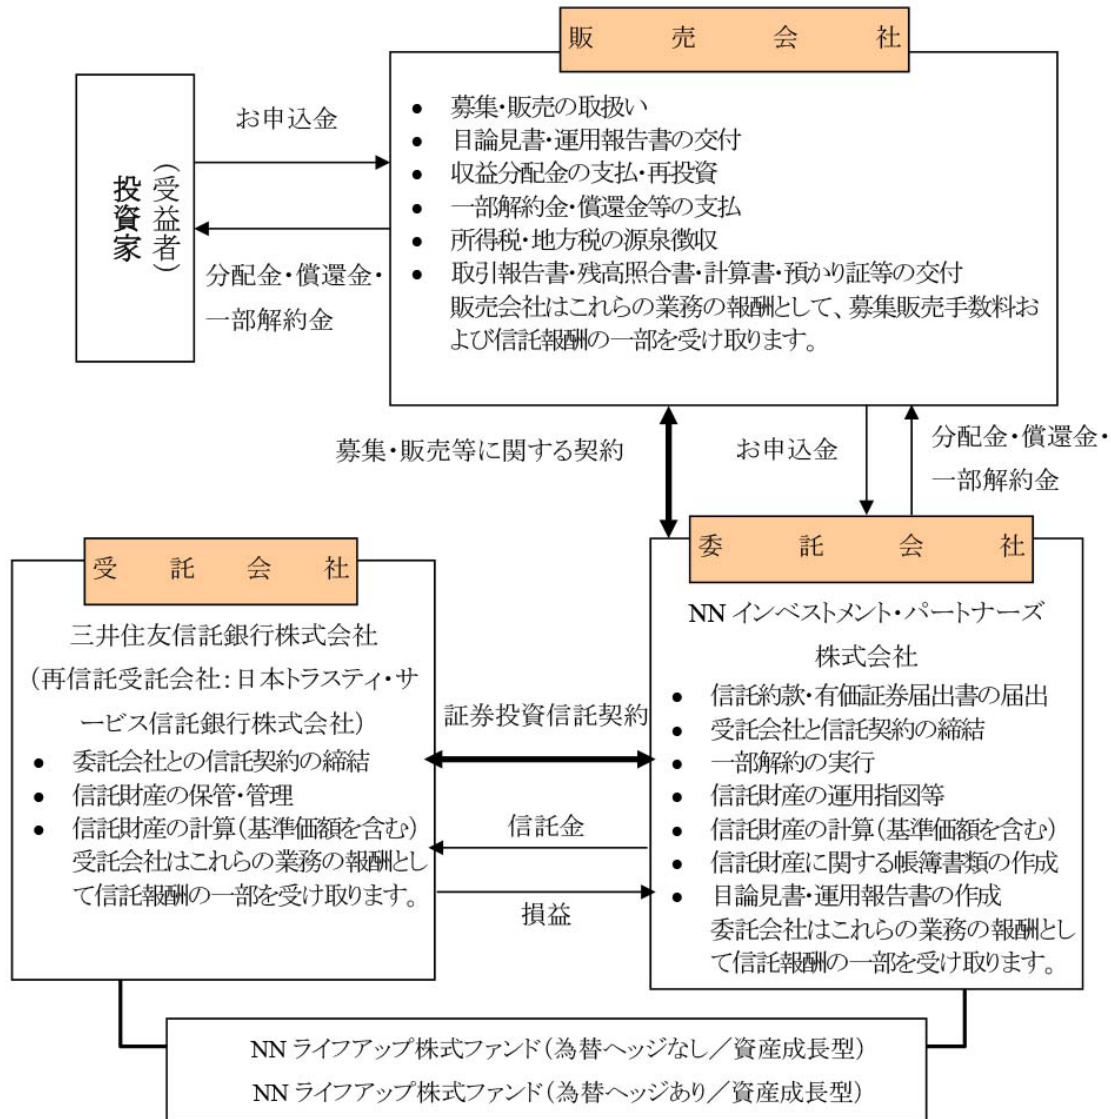 販売会社
お申込金
投資家
(受益者)
分配金・償還金・
一部解約金
● 募集・販売の取扱い
● 目論見書・運用報告書の交付
● 収益分配金の支払・再投資
● 一部解約金・償還金等の支払
● 所得税・地方税の源泉徴収
● 取引報告書・残高照合書・計算書・預かり証等の交付
販売会社はこれらの業務の報酬として、募集販売手数料お
よび信託報酬の一部を受け取ります。
募集・販売等に関する契約
お申込金
分配金・償還金・
一部解約金
受託会社
三井住友信託銀行株式会社
(再信託受託会社:日本トラスティ・サ
ービス信託銀行株式会社)
● 委託会社との信託契約の締結
● 信託財産の保管・管理
● 信託財産の計算(基準価額を含む)
受託会社はこれらの業務の報酬とし
て信託報酬の一部を受け取ります。
証券投資信託契約
信託金
損益
委託会社
NN インベストメント・パートナーズ
株式会社
● 信託約款・有価証券届出書の届出
● 受託会社と信託契約の締結
● 一部解約の実行
● 信託財産の運用指図等
● 信託財産の計算(基準価額を含む)
● 信託財産に関する帳簿書類の作成
● 目論見書・運用報告書の作成
委託会社はこれらの業務の報酬とし
て信託報酬の一部を受け取ります。
NN ライフアップ株式ファンド(為替ヘッジなし/資産成長型)
NN ライフアップ株式ファンド(為替ヘッジあり/資産成長型)